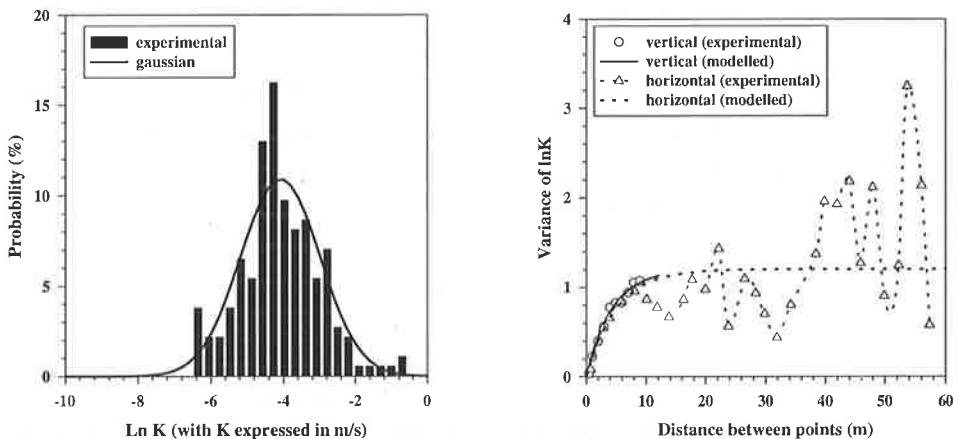 20
15
10
5
0
Probability (%)
experimental
gaussian
-10
-8
-6
-4
-2
0
Ln K (with K expressed in m/s)
4
3
2
1
0
Variance of lnK
vertical (experimental)
vertical (modelled)
horizontal (experimental)
horizontal (modelled)
0
10
20
30
40
50
60
Distance between points (m)